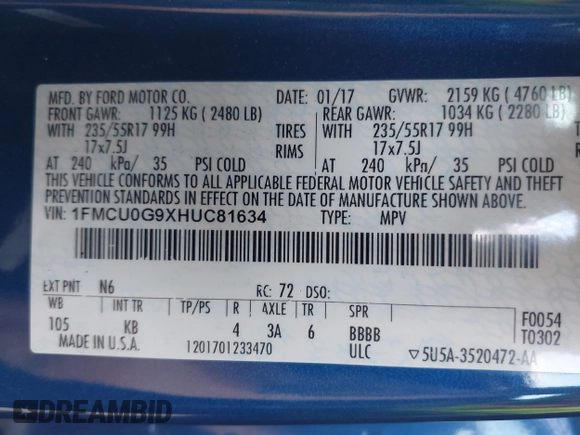 MFD. BY FORD MOTOR CO. DATE: 01/17 GVWR: 2159 KG ( 4760 LB)
FRONT GAWR: 1125 KG ( 2480 LB) REAR GAWR: 1034 KG ( 2280 LB)
WITH 235/55R17 99H TIRES WITH 235/55R17 99H
17x7.5J RIMS 17x7.5J
AT 240 kPa/ 35 PSI COLD AT 240 kPa/ 35 PSI COLD
THIS VEHICLE CONFORMS TO ALL APPLICABLE FEDERAL MOTOR VEHICLE SAFETY AND THEFT
PREVENTION STANDARDS IN EFFECT ON THE DATE OF MANUFACTURE SHOWN ABOVE.
VIN: 1FMCU0G9XHUC81634 TYPE: MPV
EXT PNT N6 RC: 72 DSO:
WB INT TR TP/PS R AXLE TR SPR F0054
105 KB 4 3A 6 BBBB T0302
MADE IN U.S.A. 1201701233470 ULC ▽5U5A-3520472-AA
DREAMBID